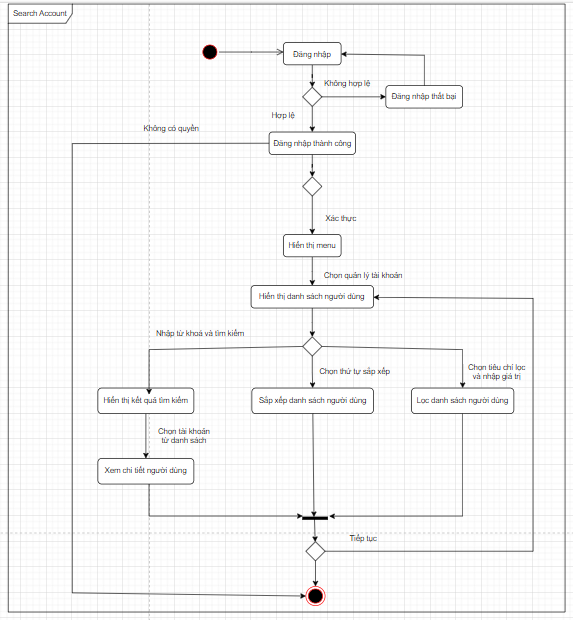 Search Account
Đăng nhập
Không hợp lệ
Đăng nhập thất bại
Hợp lệ
Không có quyền
Đăng nhập thành công
Xác thực
Hiển thị menu
Chọn quản lý tài khoản
Hiển thị danh sách người dùng
Nhập từ khoá và tìm kiếm
Chọn thứ tự sắp xếp
Chọn tiêu chí lọc
và nhập giá trị
Hiển thị kết quả tìm kiếm
Sắp xếp danh sách người dùng
Lọc danh sách người dùng
Chọn tài khoản
từ danh sách
Xem chi tiết người dùng
Tiếp tục